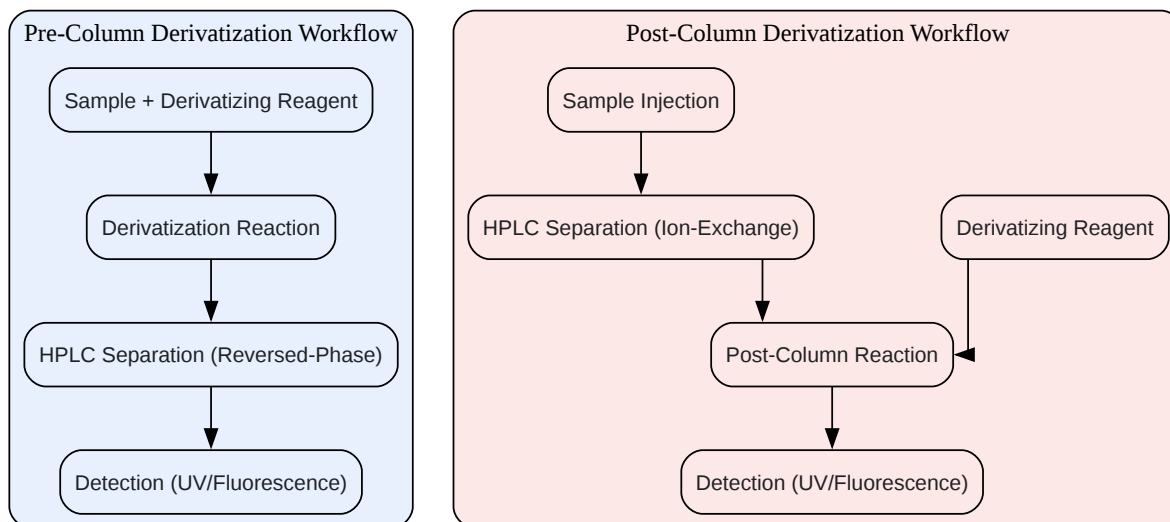 Pre-Column Derivatization Workflow
Sample + Derivatizing Reagent
Derivatization Reaction
HPLC Separation (Reversed-Phase)
Detection (UV/Fluorescence)
Post-Column Derivatization Workflow
Sample Injection
HPLC Separation (Ion-Exchange)
Derivatizing Reagent
Post-Column Reaction
Detection (UV/Fluorescence)